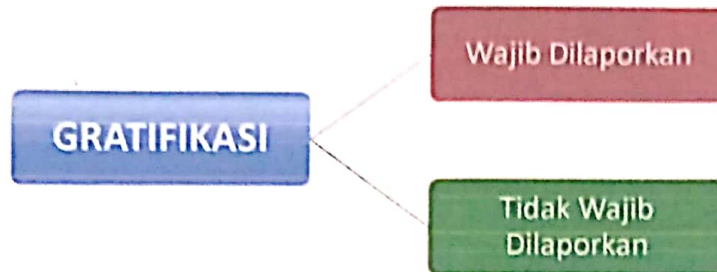 GRATIFIKASI
Wajib Dilaporkan
Tidak Wajib
Dilaporkan